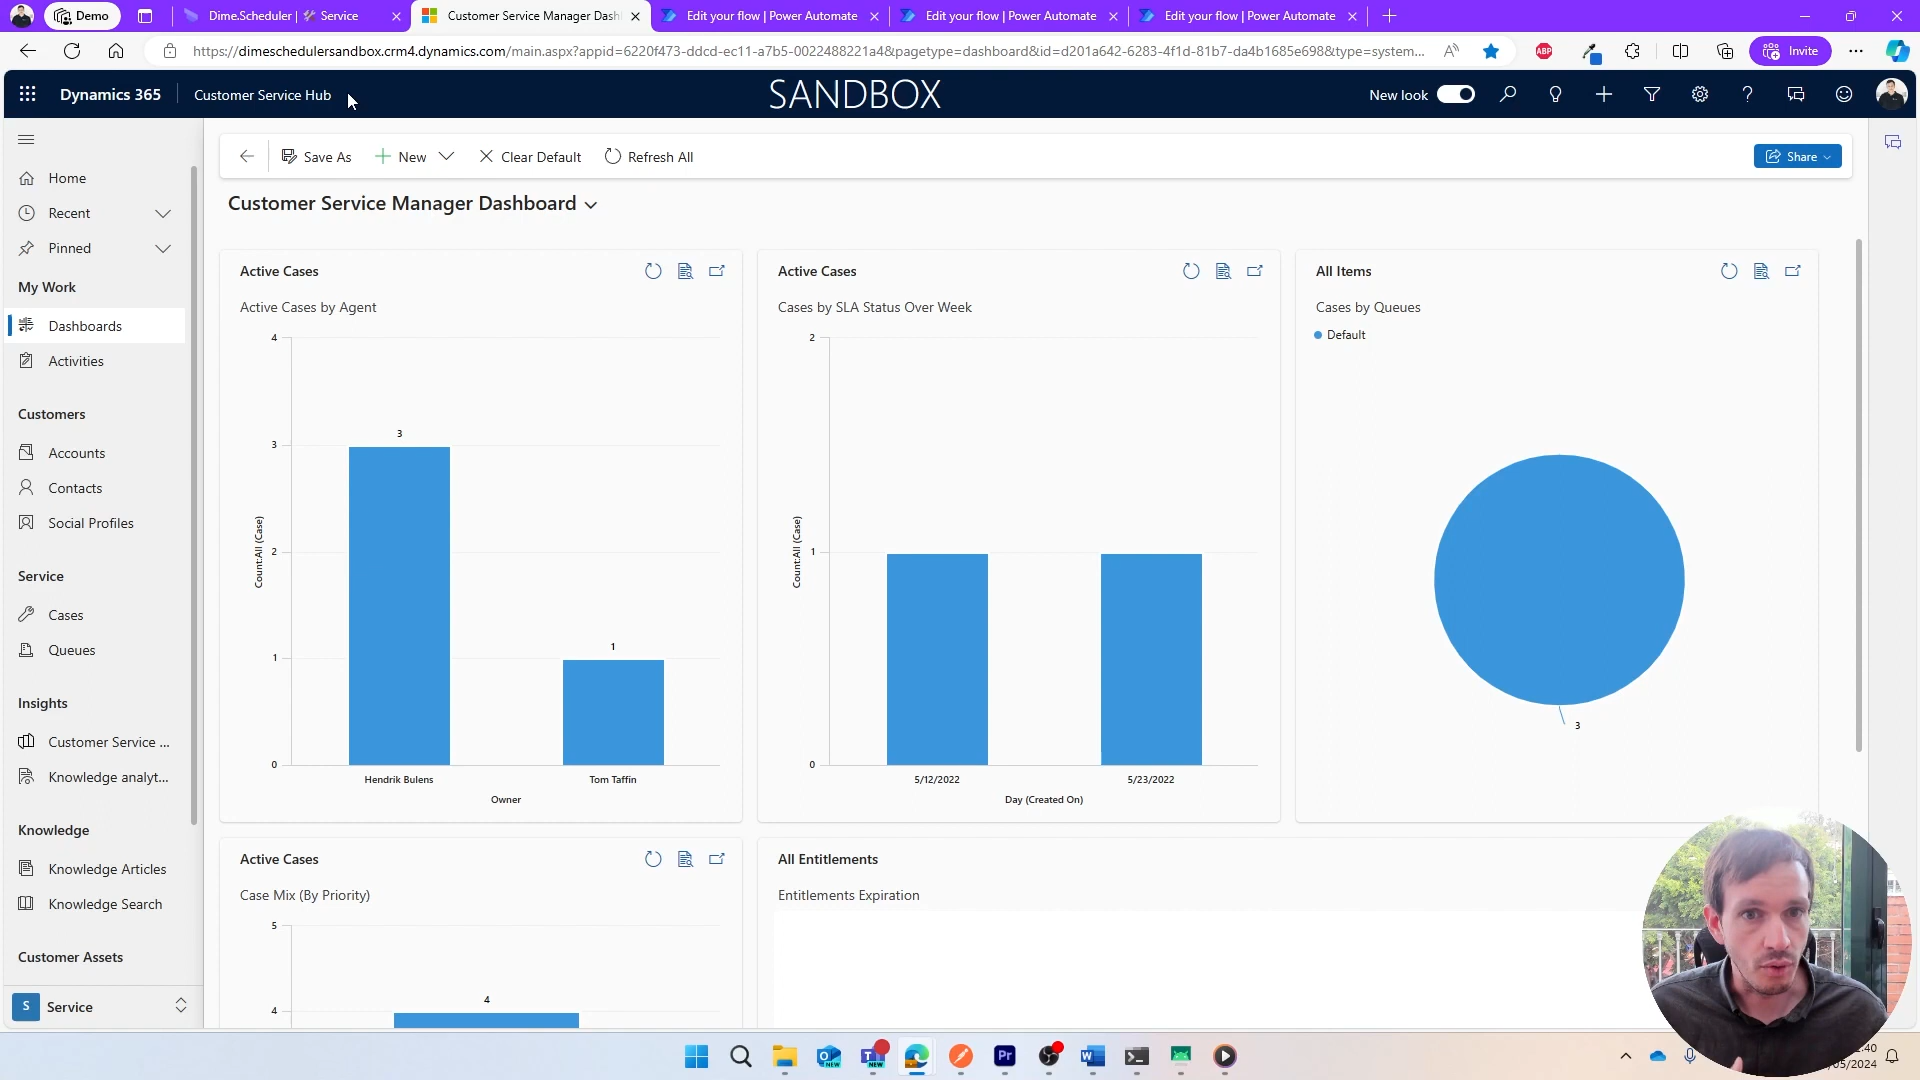 Demo
Dime.Scheduler | 🛠 Service
Customer Service Manager Dash
Edit your flow | Power Automate
Edit your flow | Power Automate
Edit your flow | Power Automate
https://dimeschedulersandbox.crm4.dynamics.com/main.aspx?appid=6220f473-ddcd-ec11-a7b5-0022488221a4&pagetype=dashboard&id=d201a642-6283-4f1d-81b7-da4b1685e698&type=system...
ABP
Invite
Dynamics 365
Customer Service Hub
SANDBOX
New look
Save As
New
Clear Default
Refresh All
Share
Home
Recent
Pinned
My Work
Dashboards
Activities
Customers
Accounts
Contacts
Social Profiles
Service
Cases
Queues
Insights
Customer Service ...
Knowledge analyt...
Knowledge
Knowledge Articles
Knowledge Search
Customer Assets
S
Service
Customer Service Manager Dashboard
Active Cases
Active Cases by Agent
4
3
2
1
0
Count:All (Case)
3
1
Hendrik Bulens
Tom Taffin
Owner
Active Cases
Cases by SLA Status Over Week
2
1
0
Count:All (Case)
5/12/2022
5/23/2022
Day (Created On)
All Items
Cases by Queues
Default
3
Active Cases
Case Mix (By Priority)
5
4
4
All Entitlements
Entitlements Expiration
NEW
NEW
Pr
:40
/05/2024